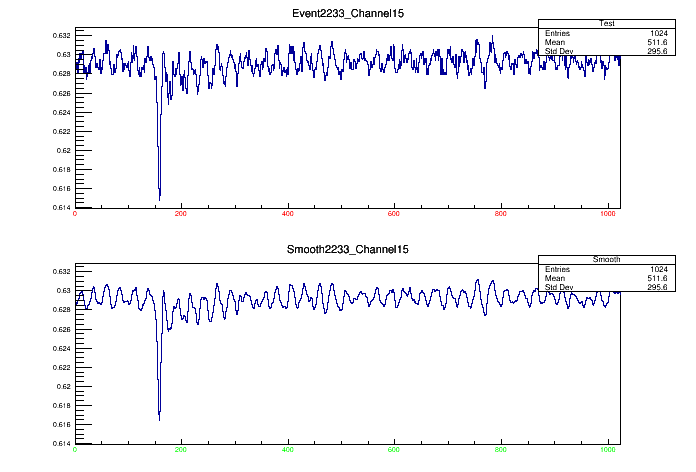 Event2233_Channel15
Test
Entries 1024
Mean 511.6
Std Dev 295.6
0.632
0.63
0.628
0.626
0.624
0.622
0.62
0.618
0.616
0.614
0 200 400 600 800 1000
Smooth2233_Channel15
Smooth
Entries 1024
Mean 511.6
Std Dev 295.6
0.632
0.63
0.628
0.626
0.624
0.622
0.62
0.618
0.616
0.614
0 200 400 600 800 1000